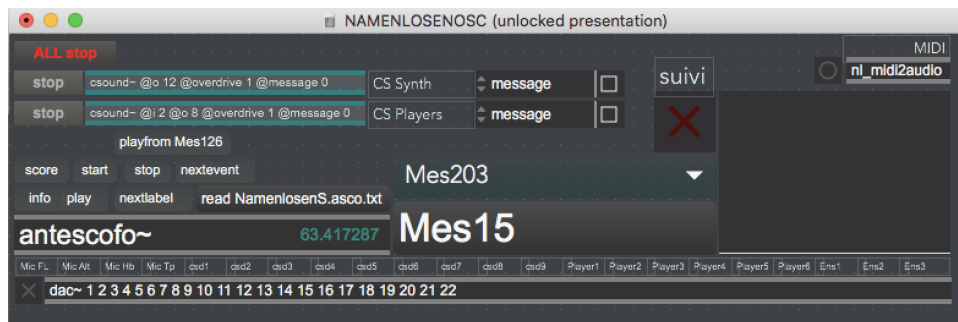 NAMENLOSENOSC (unlocked presentation)
ALL stop
MIDI
stop csound~ @o 12 @overdrive 1 @message 0 CS Synth message suivi nl_midi2audio
stop csound~ @i 2 @o 8 @overdrive 1 @message 0 CS Players message
playfrom Mes126
score start stop nextevent Mes203
info play nextlabel read NamenlosenS.asco.txt
antescofo~ 63.417287 Mes15
Mic FL Mic Alt Mic Hb Mic Tp csd1 csd2 csd3 csd4 csd5 csd6 csd7 csd8 csd9 Player1 Player2 Player3 Player4 Player5 Player6 Ens1 Ens2 Ens3
dac~ 1 2 3 4 5 6 7 8 9 10 11 12 13 14 15 16 17 18 19 20 21 22